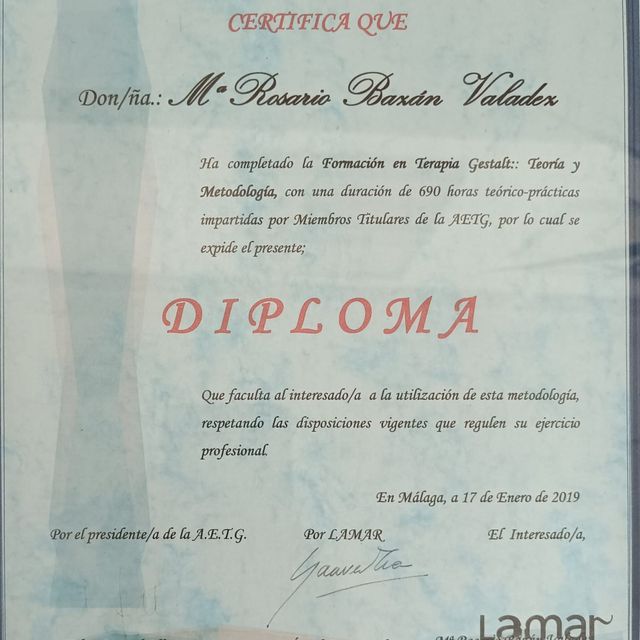 CERTIFICA QUE
Don/ña.: Mª Rosario Bazán Valadez
Ha completado la Formación en Terapia Gestalt:: Teoría y
Metodología, con una duración de 690 horas teórico-prácticas
impartidas por Miembros Titulares de la AETG, por lo cual se
expide el presente;
DIPLOMA
Que faculta al interesado/a a la utilización de esta metodología,
respetando las disposiciones vigentes que regulen su ejercicio
profesional.
En Málaga, a 17 de Enero de 2019
Por el presidente/a de la A.E.T.G. Por LAMAR El Interesado/a,
Lamar